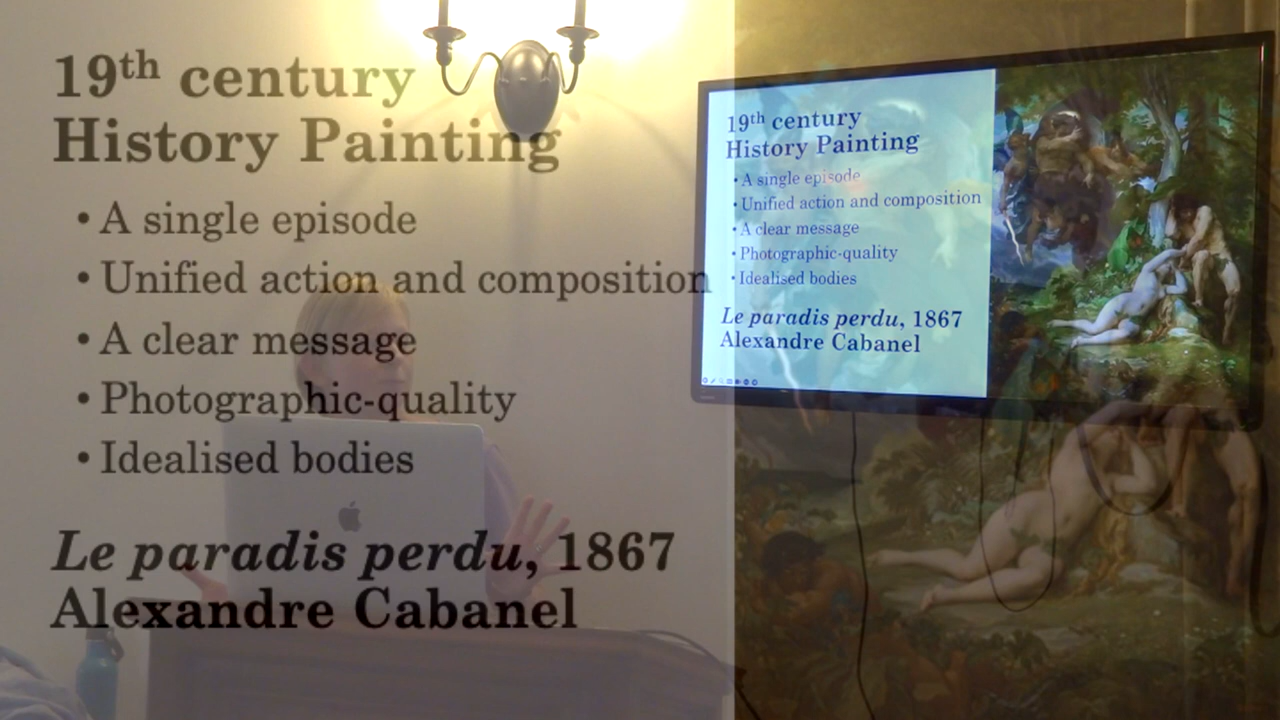 19th century
History Painting
• A single episode
• Unified action and composition
• A clear message
• Photographic-quality
• Idealised bodies
Le paradis perdu, 1867
Alexandre Cabanel
19th century
History Painting
• A single episode
• Unified action and composition
• A clear message
• Photographic-quality
• Idealised bodies
Le paradis perdu, 1867
Alexandre Cabanel